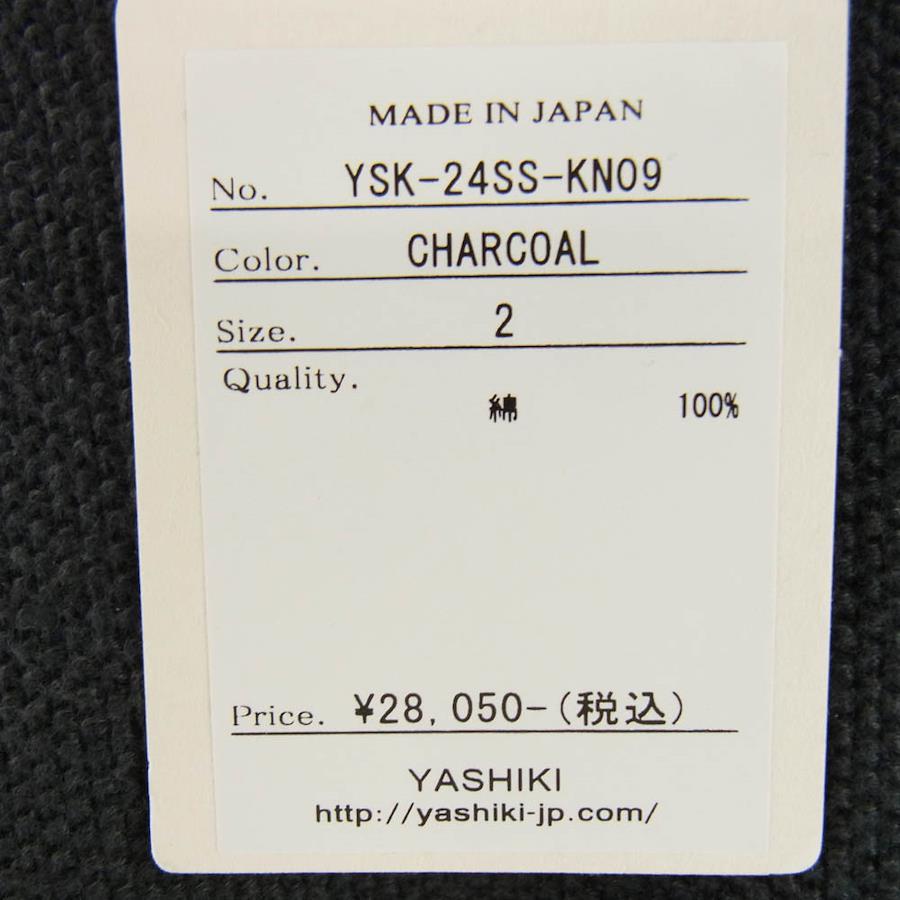 MADE IN JAPAN
No. YSK-24SS-KN09
Color. CHARCOAL
Size. 2
Quality.
綿 100%
Price. ¥28,050-(税込)
YASHIKI
http://yashiki-jp.com/